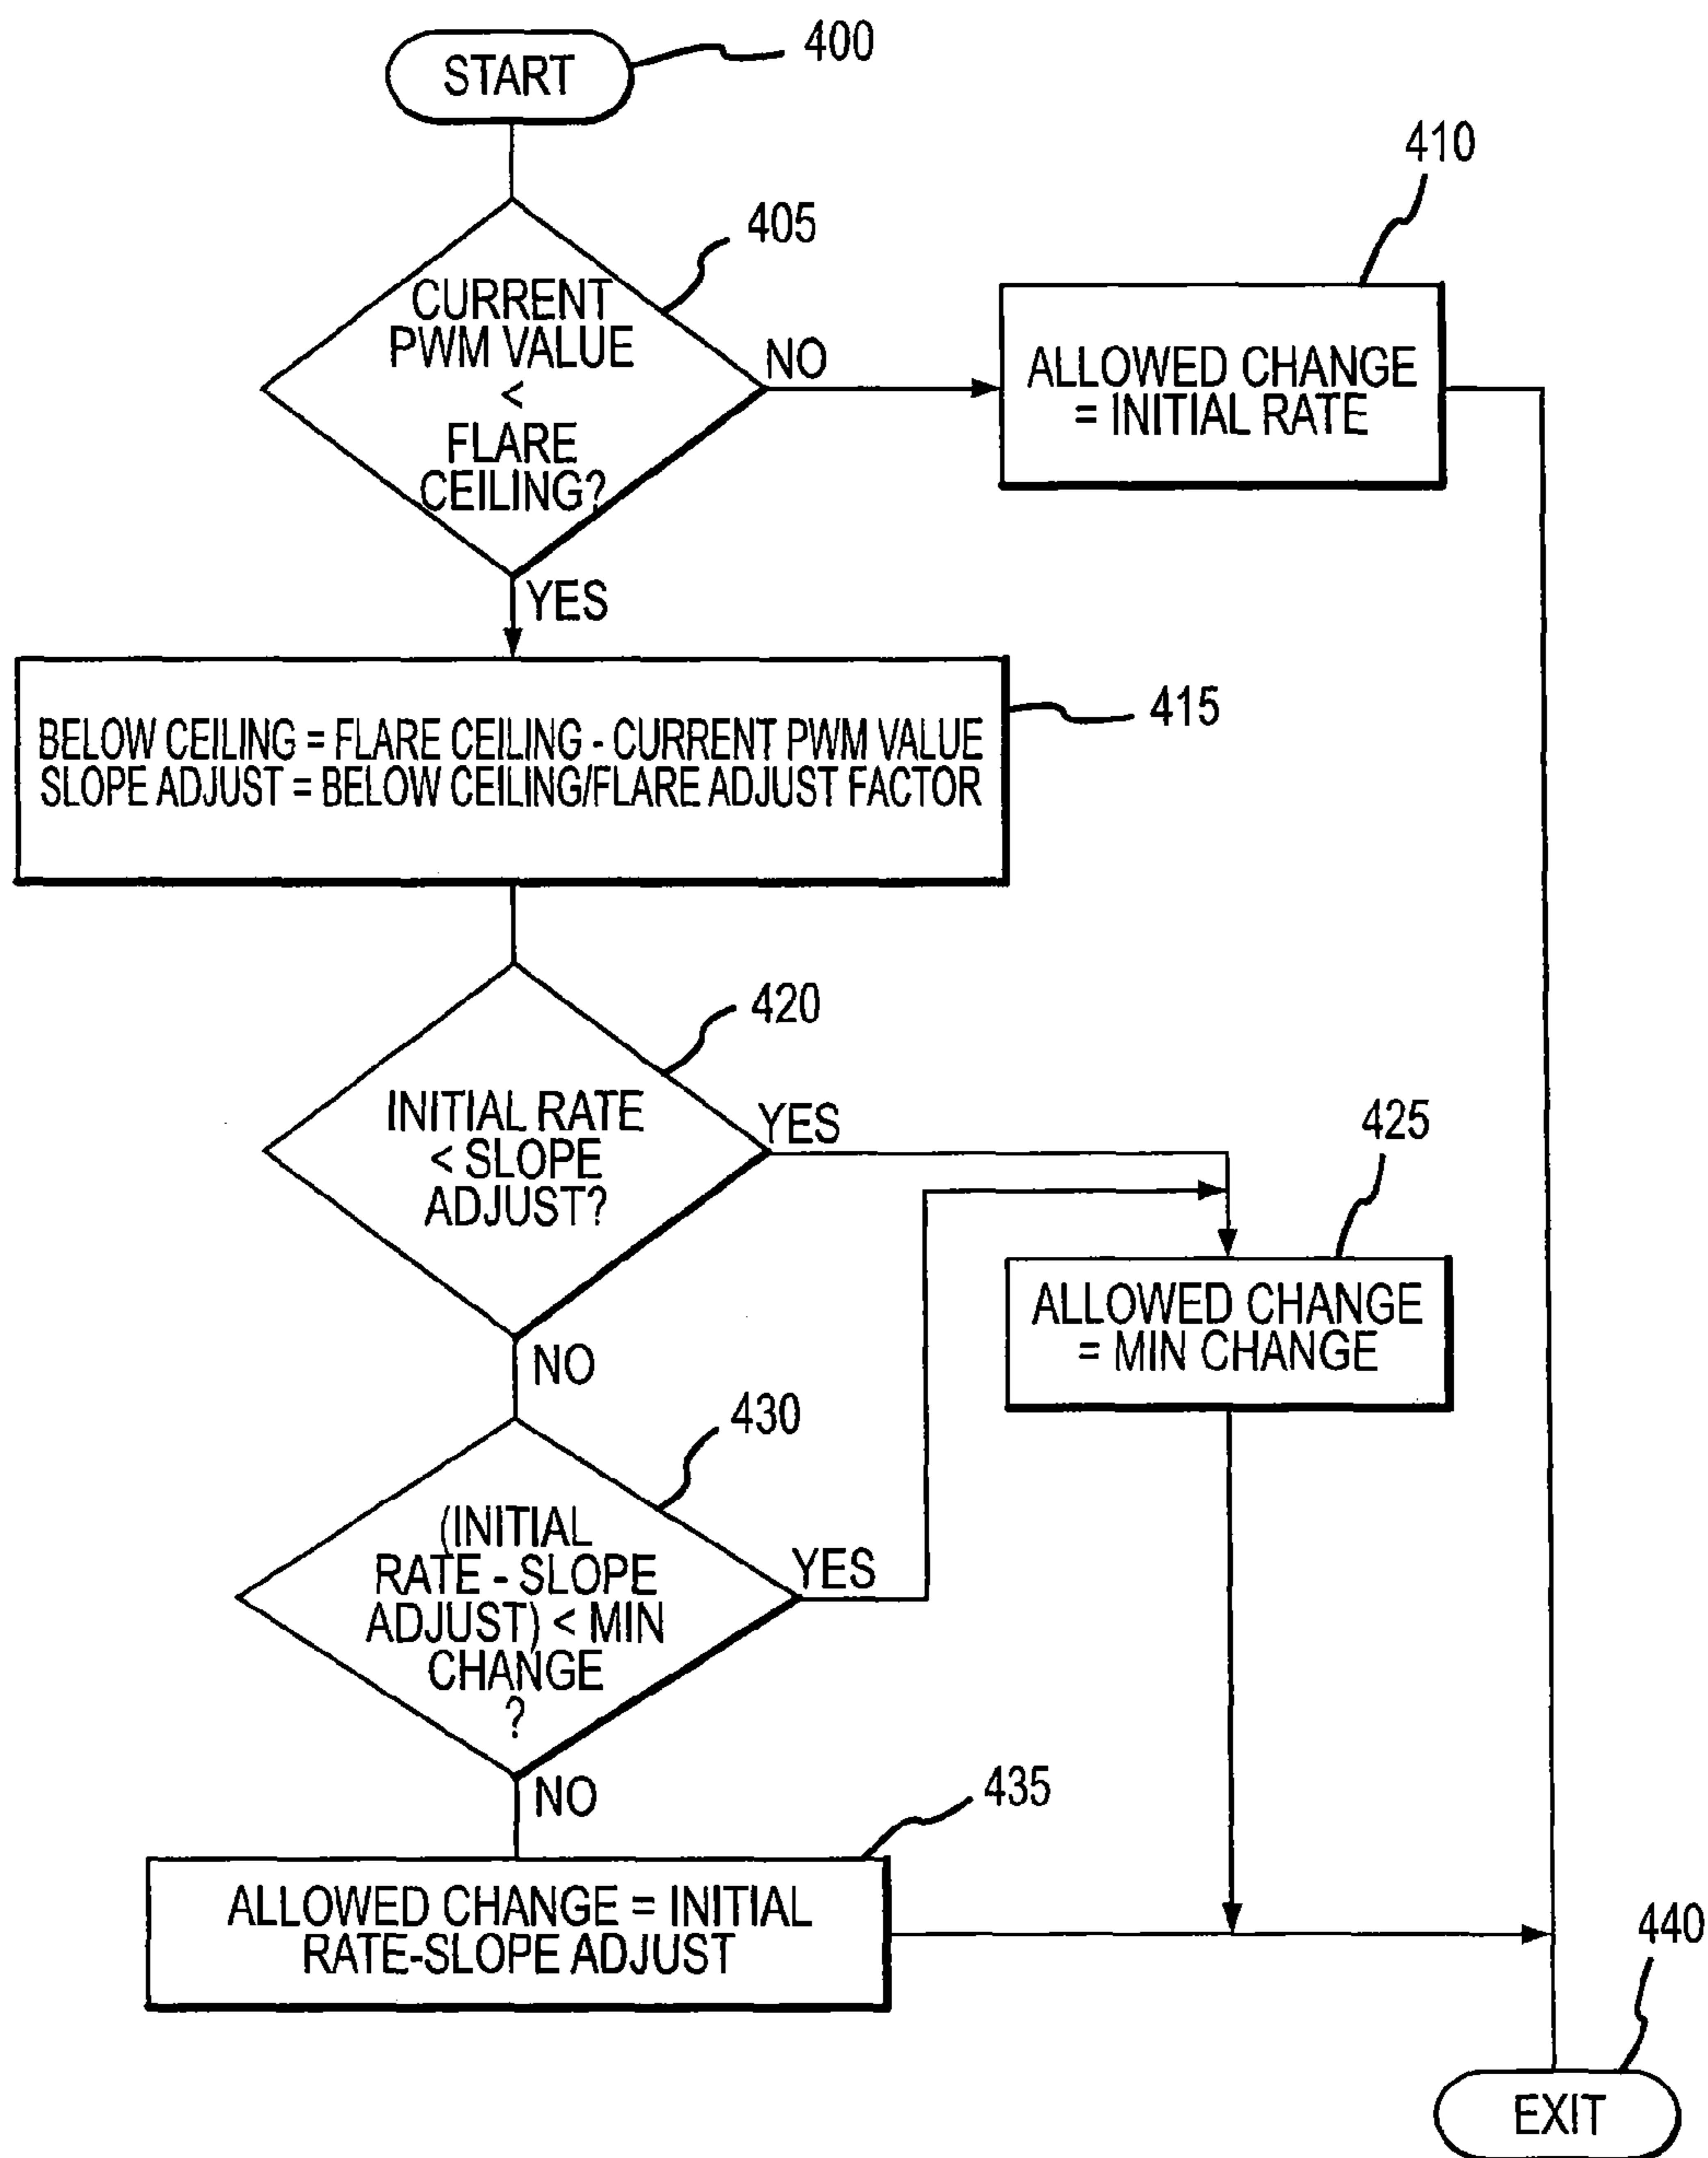 START
400
CURRENT
PWM VALUE
<
FLARE
CEILING?
405
NO
410
ALLOWED CHANGE
= INITIAL RATE
YES
BELOW CEILING = FLARE CEILING - CURRENT PWM VALUE
SLOPE ADJUST = BELOW CEILING/FLARE ADJUST FACTOR
415
INITIAL RATE
< SLOPE
ADJUST?
420
YES
425
ALLOWED CHANGE
= MIN CHANGE
NO
430
(INITIAL
RATE - SLOPE
ADJUST) < MIN
CHANGE
?
YES
NO
435
ALLOWED CHANGE = INITIAL
RATE-SLOPE ADJUST
440
EXIT